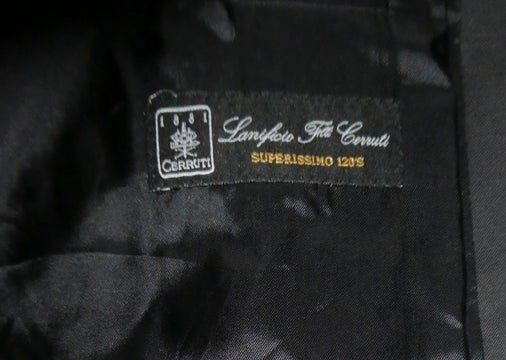 1881
CERRUTI
Lanificio F.lli Cerruti
SUPERISSIMO 120'S